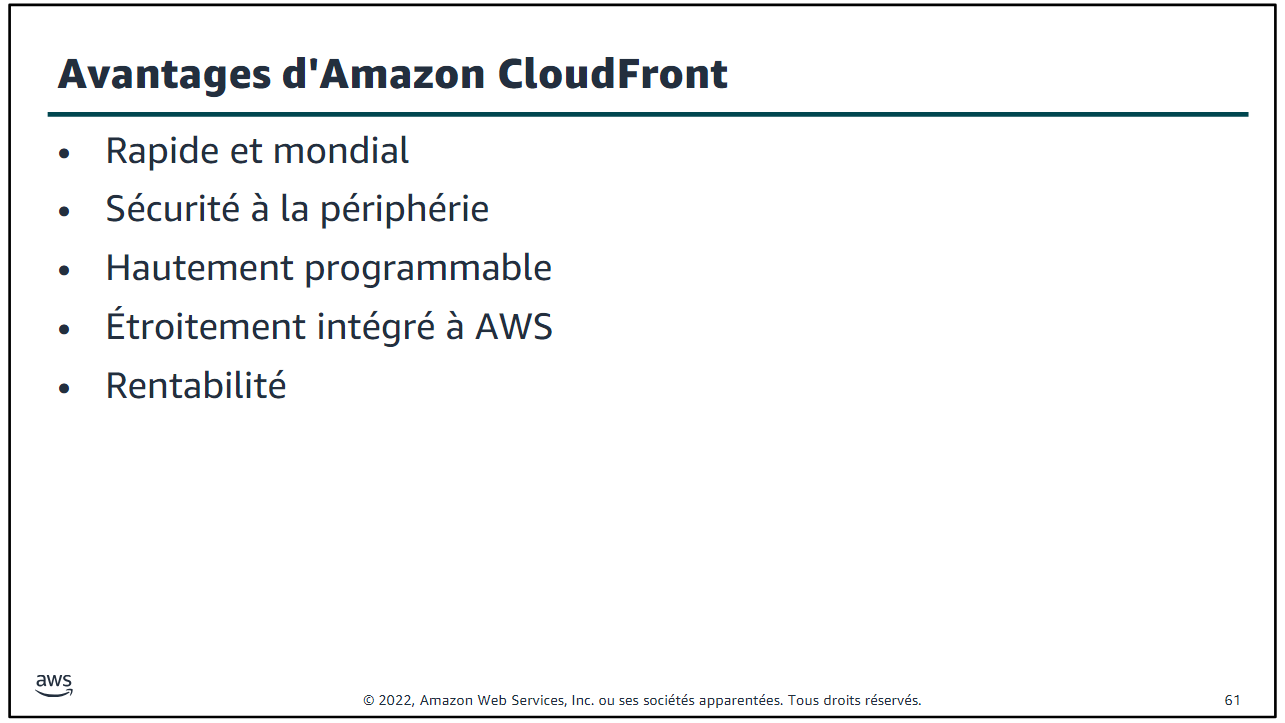 Avantages d'Amazon CloudFront
• Rapide et mondial
• Sécurité à la périphérie
• Hautement programmable
• Étroitement intégré à AWS
• Rentabilité
aws
© 2022, Amazon Web Services, Inc. ou ses sociétés apparentées. Tous droits réservés.
61